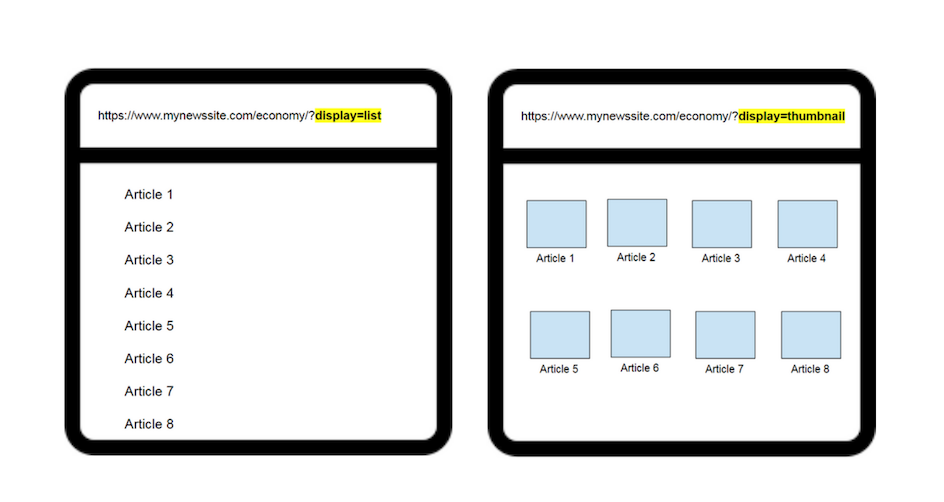 https://www.mynewssite.com/economy/?display=list
Article 1
Article 2
Article 3
Article 4
Article 5
Article 6
Article 7
Article 8
https://www.mynewssite.com/economy/?display=thumbnail
Article 1 Article 2 Article 3 Article 4
Article 5 Article 6 Article 7 Article 8